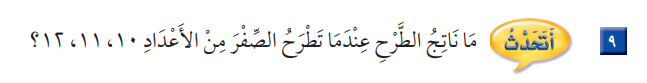 ٩ أَتَحَدَّثُ مَا نَاتِجُ الطَّرْحِ عِنْدَمَا تَطْرَحُ الصِّفْرَ مِنْ الأَعْدَادِ ١٠، ١١، ١٢؟